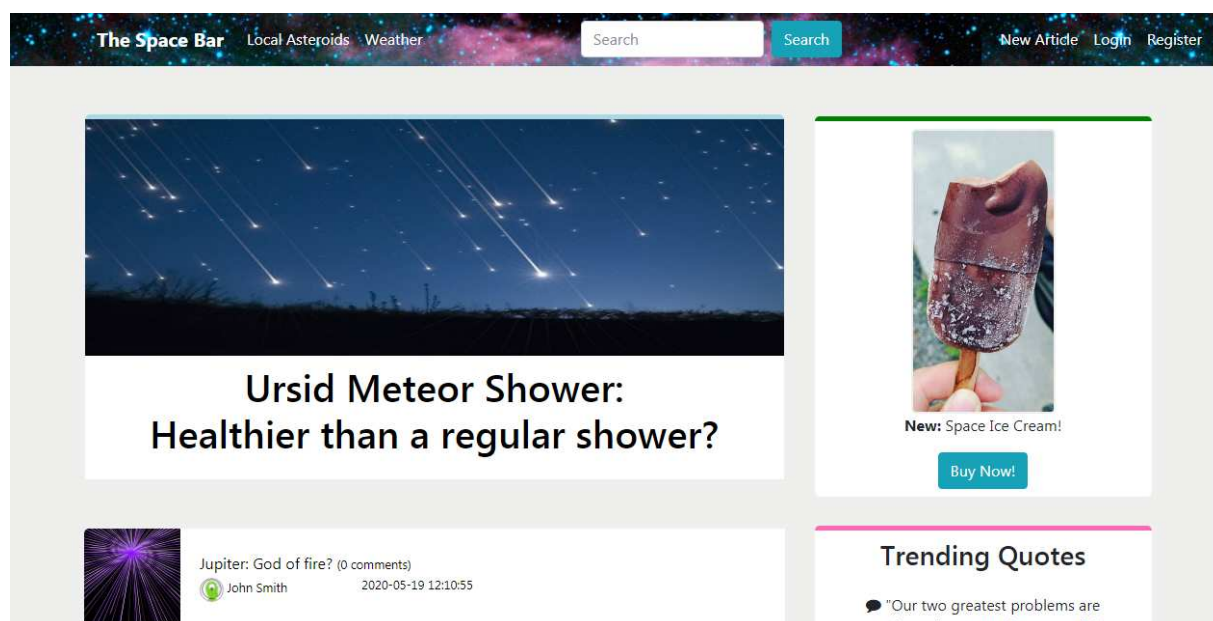 The Space Bar Local Asteroids Weather Search Search New Article Login Register
Ursid Meteor Shower:
Healthier than a regular shower?
New: Space Ice Cream!
Buy Now!
Jupiter: God of fire? (0 comments)
John Smith 2020-05-19 12:10:55
Trending Quotes
"Our two greatest problems are